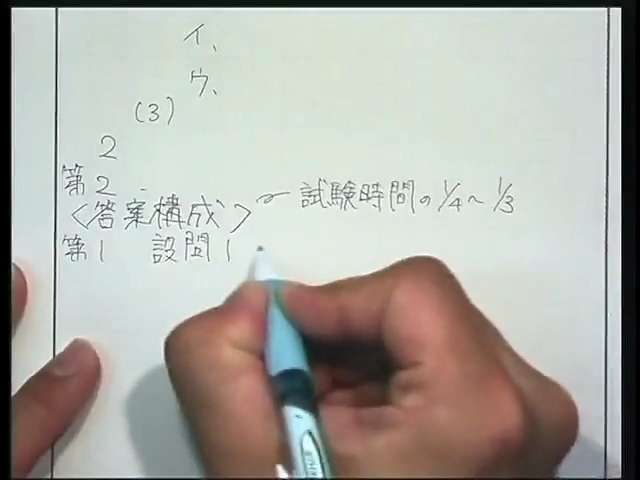 イ、
ウ、
(3)
2
第2
<答案構成> 試験時間の1/4~1/3
第1 設問1